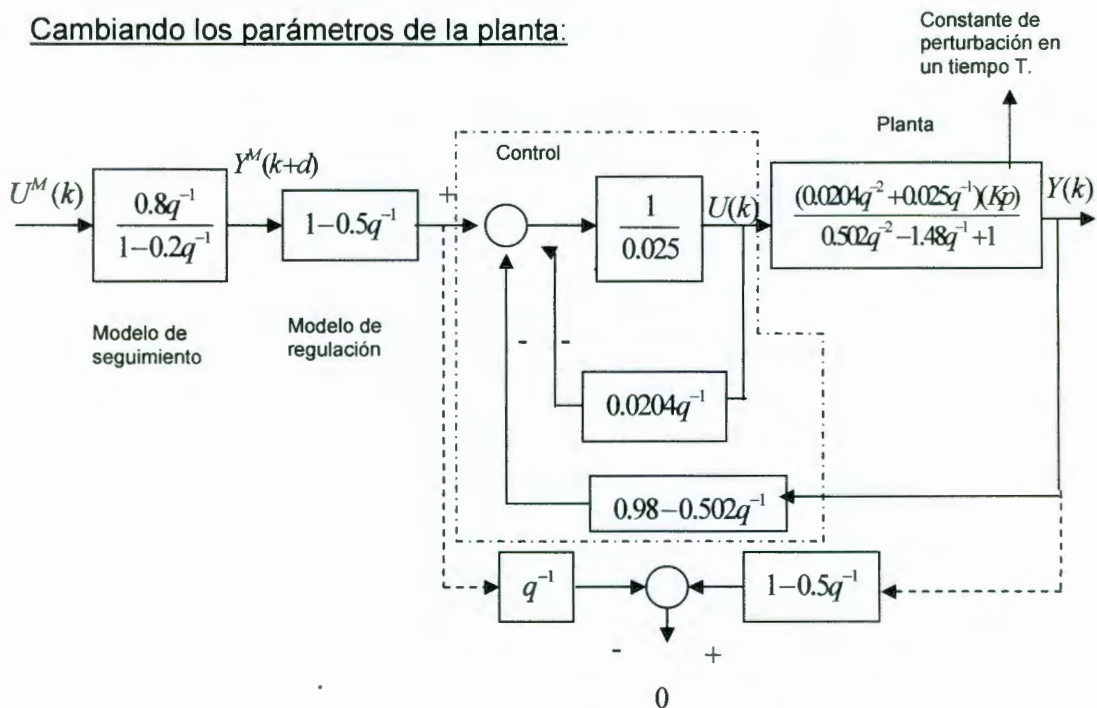 Cambiando los parámetros de la planta:
Constante de
perturbación en
un tiempo T.
Planta
Control
U^M(k)
0.8q^{-1}
1-0.2q^{-1}
Y^M(k+d)
1-0.5q^{-1}
+
1
0.025
U(k)
(0.0204q^{-2}+0.025q^{-1})(Kp)
0.502q^{-2}-1.48q^{-1}+1
Y(k)
Modelo de
seguimiento
Modelo de
regulación
- -
0.0204q^{-1}
0.98-0.502q^{-1}
q^{-1}
1-0.5q^{-1}
- +
0